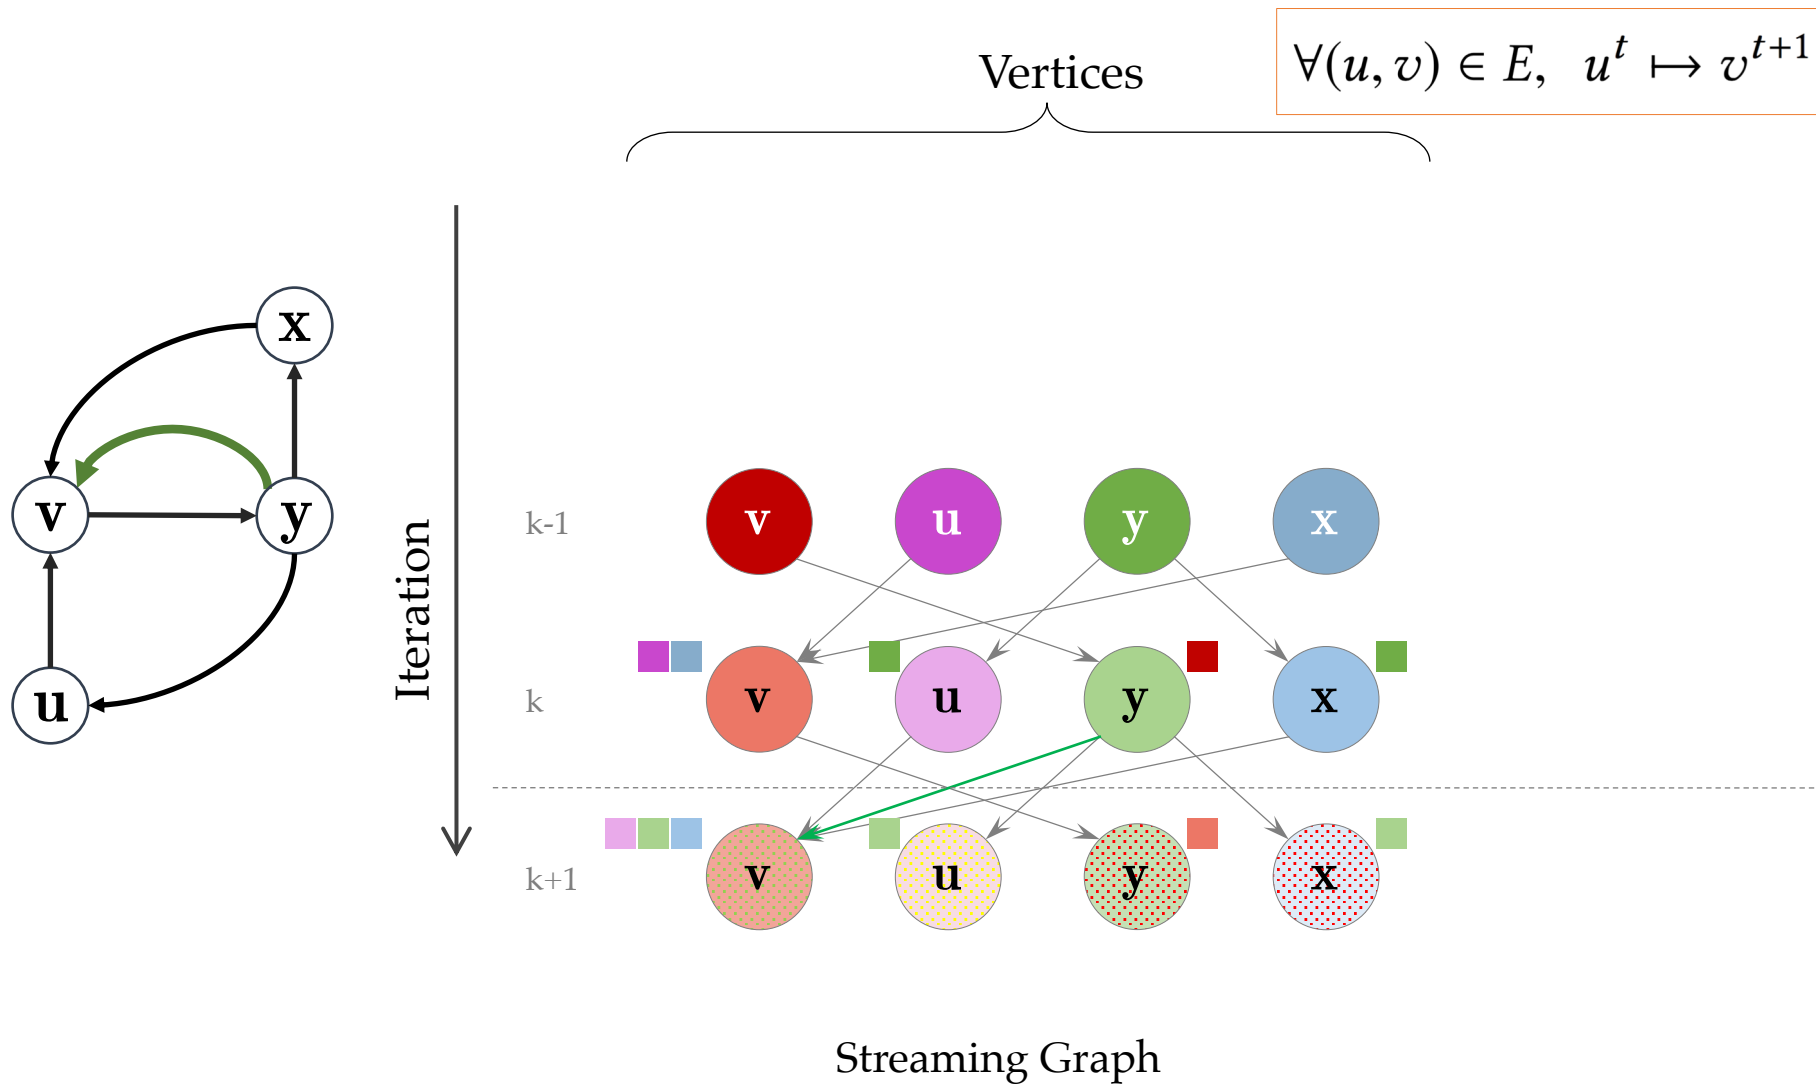 Vertices
∀(u, v) ∈ E, u^t ↦ v^{t+1}
x
v
y
u
Iteration
k-1
v
u
y
x
k
v
u
y
x
k+1
v
u
y
x
Streaming Graph